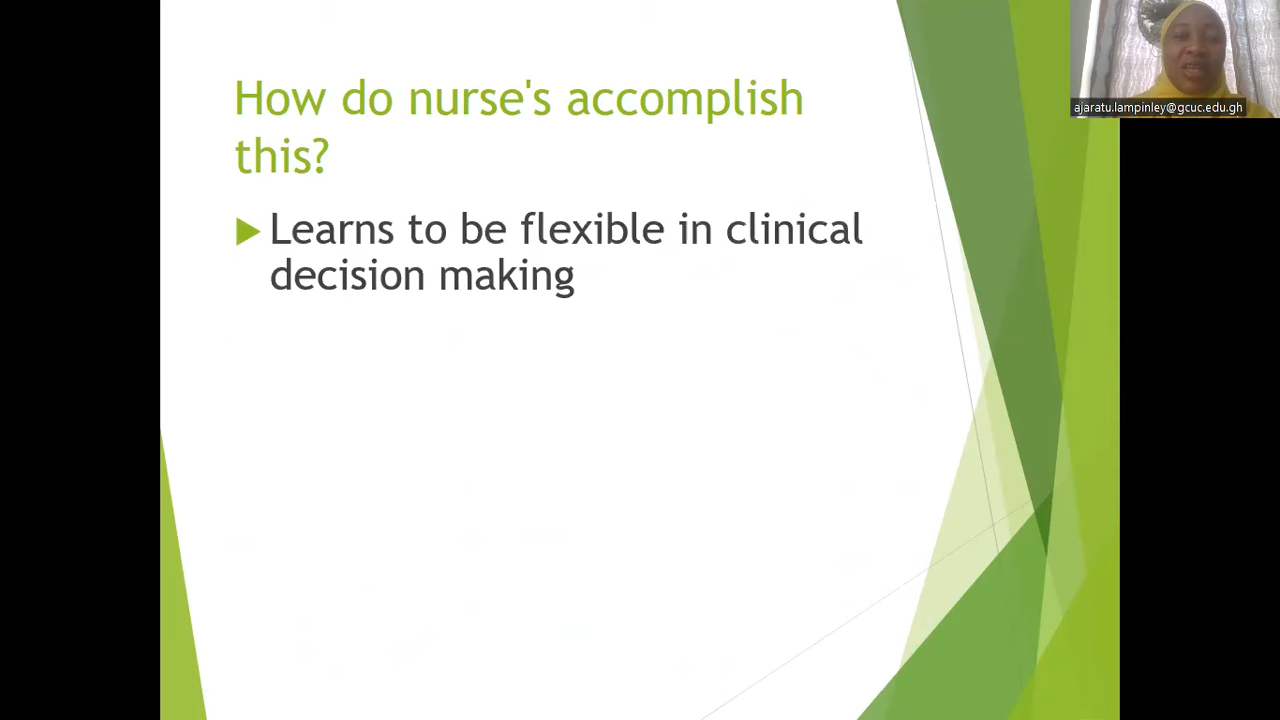 How do nurse's accomplish
this?
Learns to be flexible in clinical
decision making
ajaratu.lampinley@gcuc.edu.gh